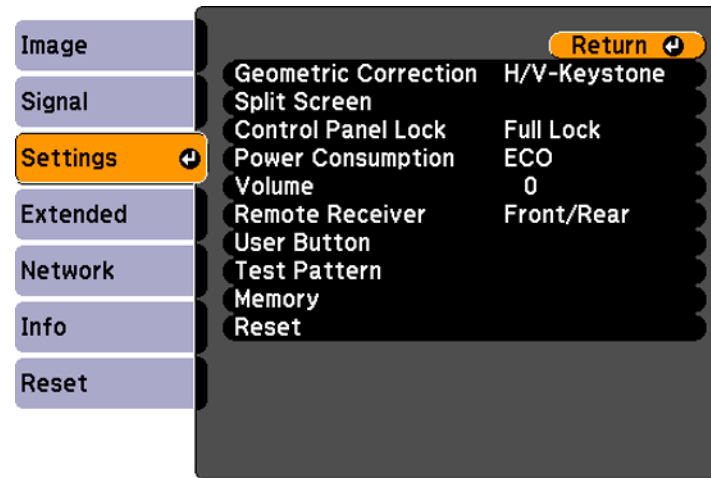 Image
Signal
Settings
Extended
Network
Info
Reset
Return
Geometric Correction H/V-Keystone
Split Screen
Control Panel Lock Full Lock
Power Consumption ECO
Volume 0
Remote Receiver Front/Rear
User Button
Test Pattern
Memory
Reset